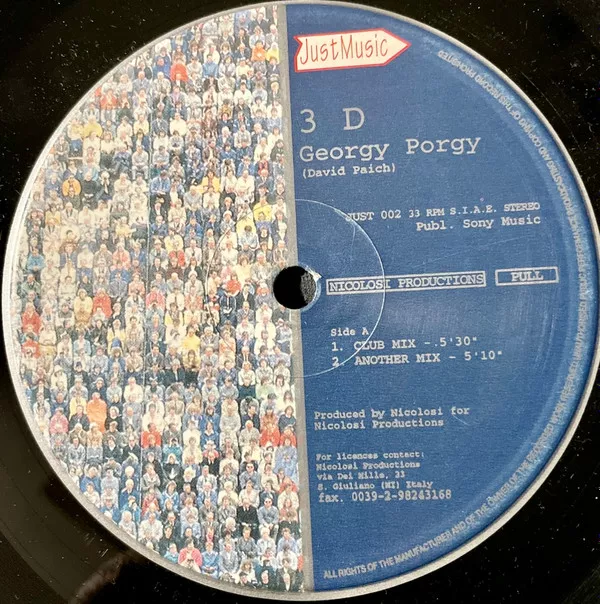 JustMusic
3 D
Georgy Porgy
(David Paich)
JUST 002 33 RPM S.I.A.E. STEREO
Publ. Sony Music
NICOLOSI PRODUCTIONS
PULL
Side A
1. CLUB MIX - 5'30"
2. ANOTHER MIX - 5'10"
Produced by Nicolosi for
Nicolosi Productions
For licences contact:
Nicolosi Productions
via Dei Mille, 33
S. Giuliano (MI) Italy
fax. 0039-2-98243168
ALL RIGHTS OF THE MANUFACTURER AND OF THE OWNER OF THE RECORDED WORK RESERVED